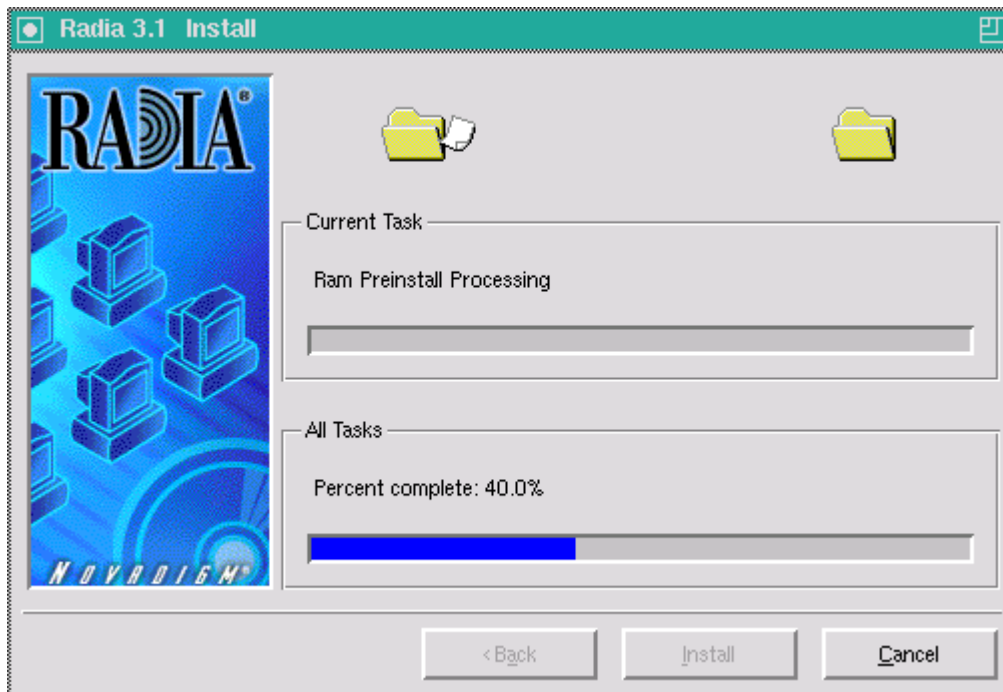 Radia 3.1 Install
RADIA®
Current Task
Ram Preinstall Processing
All Tasks
Percent complete: 40.0%
NOVADIGM®
< Back
Install
Cancel